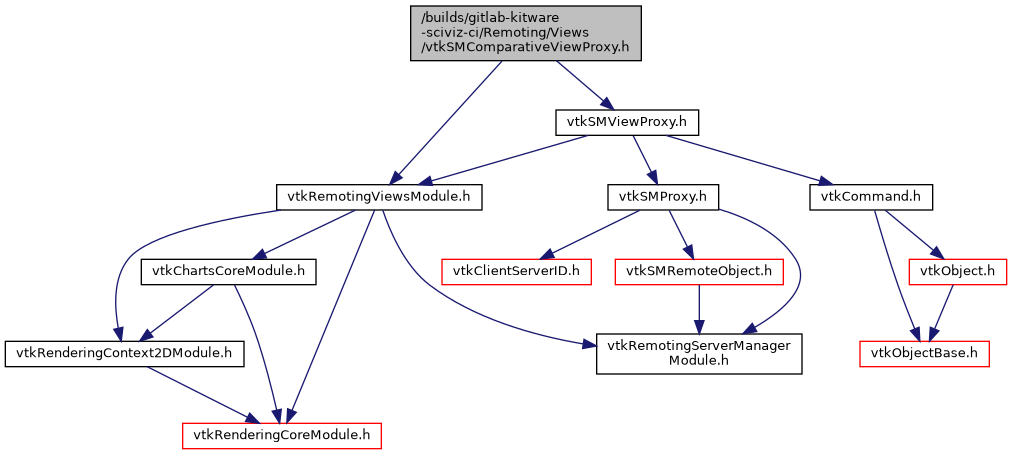 /builds/gitlab-kitware
-sciviz-ci/Remoting/Views
/vtkSMComparativeViewProxy.h
vtkSMViewProxy.h
vtkRemotingViewsModule.h
vtkSMProxy.h
vtkCommand.h
vtkChartsCoreModule.h
vtkClientServerID.h
vtkSMRemoteObject.h
vtkObject.h
vtkRenderingContext2DModule.h
vtkRemotingServerManager
Module.h
vtkObjectBase.h
vtkRenderingCoreModule.h